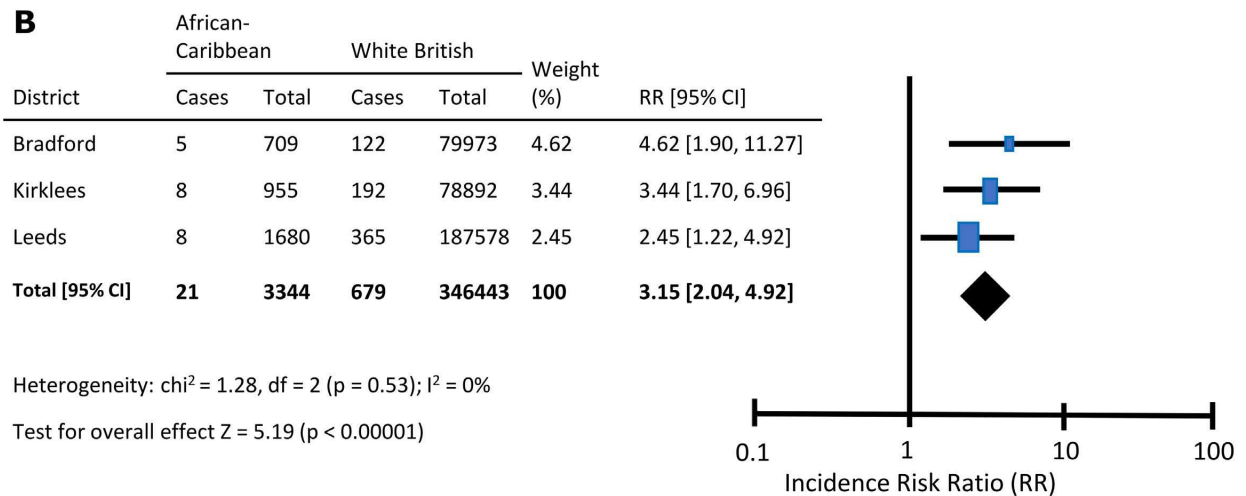 B
African-
Caribbean White British Weight
District Cases Total Cases Total (%) RR [95% CI]
Bradford 5 709 122 79973 4.62 4.62 [1.90, 11.27]
Kirklees 8 955 192 78892 3.44 3.44 [1.70, 6.96]
Leeds 8 1680 365 187578 2.45 2.45 [1.22, 4.92]
Total [95% CI] 21 3344 679 346443 100 3.15 [2.04, 4.92]
Heterogeneity: chi² = 1.28, df = 2 (p = 0.53); I² = 0%
Test for overall effect Z = 5.19 (p < 0.00001)
0.1 1 10 100
Incidence Risk Ratio (RR)